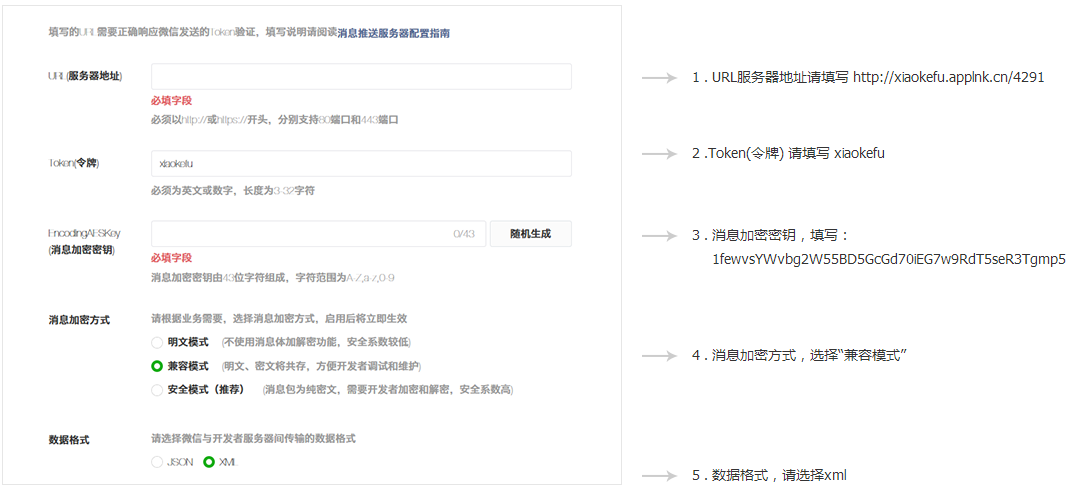 填写的URL需要正确响应微信发送的Token验证，填写说明请阅读消息推送服务器配置指南
URL(服务器地址)
必填字段
必须以http://或https://开头，分别支持80端口和443端口
1 . URL服务器地址请填写 http://xiaokefu.applnk.cn/4291
Token(令牌)
xiaokefu
必须为英文或数字，长度为3-32字符
2 .Token(令牌) 请填写 xiaokefu
EncodingAESKey
(消息加密密钥)
0/43
随机生成
必填字段
消息加密密钥由43位字符组成，字符范围为A-Z,a-z,0-9
3 . 消息加密密钥，填写：
1fewvsYWvbg2W55BD5GcGd70iEG7w9RdT5seR3Tgmp5
消息加密方式
请根据业务需要，选择消息加密方式，启用后将立即生效
明文模式 (不使用消息体加解密功能，安全系数较低)
兼容模式 (明文、密文将共存，方便开发者调试和维护)
安全模式（推荐） (消息包为纯密文，需要开发者加密和解密，安全系数高)
4 . 消息加密方式，选择“兼容模式”
数据格式
请选择微信与开发者服务器间传输的数据格式
JSON XML
5 . 数据格式，请选择xml